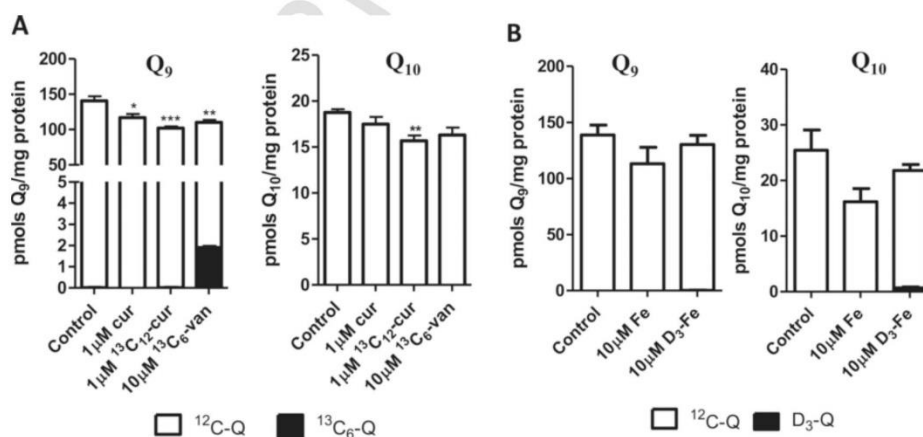 A
Q₉
pmols Q₉/mg protein
200
150
100
50
5
4
3
2
1
0
*
***
**
Control
1µM cur
1µM ¹³C₁₂-cur
10µM ¹³C₆-van
Q₁₀
pmols Q₁₀/mg protein
25
20
15
10
5
0
**
Control
1µM cur
1µM ¹³C₁₂-cur
10µM ¹³C₆-van
¹²C-Q
¹³C₆-Q
B
Q₉
pmols Q₉/mg protein
200
150
100
50
0
Control
10µM Fe
10µM D₃-Fe
Q₁₀
pmols Q₁₀/mg protein
40
30
20
10
0
Control
10µM Fe
10µM D₃-Fe
¹²C-Q
D₃-Q